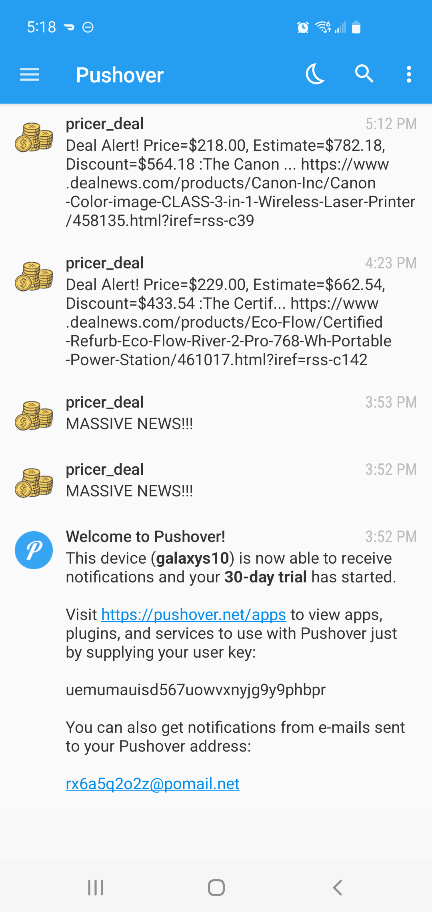 5:18
Pushover
pricer_deal 5:12 PM
Deal Alert! Price=$218.00, Estimate=$782.18,
Discount=$564.18 :The Canon ... https://www
.dealnews.com/products/Canon-Inc/Canon
-Color-image-CLASS-3-in-1-Wireless-Laser-Printer
/458135.html?iref=rss-c39
pricer_deal 4:23 PM
Deal Alert! Price=$229.00, Estimate=$662.54,
Discount=$433.54 :The Certif... https://www
.dealnews.com/products/Eco-Flow/Certified
-Refurb-Eco-Flow-River-2-Pro-768-Wh-Portable
-Power-Station/461017.html?iref=rss-c142
pricer_deal 3:53 PM
MASSIVE NEWS!!!
pricer_deal 3:52 PM
MASSIVE NEWS!!!
Welcome to Pushover! 3:52 PM
This device (galaxys10) is now able to receive
notifications and your 30-day trial has started.
Visit https://pushover.net/apps to view apps,
plugins, and services to use with Pushover just
by supplying your user key:
uemumauisd567uowvxnyjg9y9phbpr
You can also get notifications from e-mails sent
to your Pushover address:
rx6a5q2o2z@pomail.net